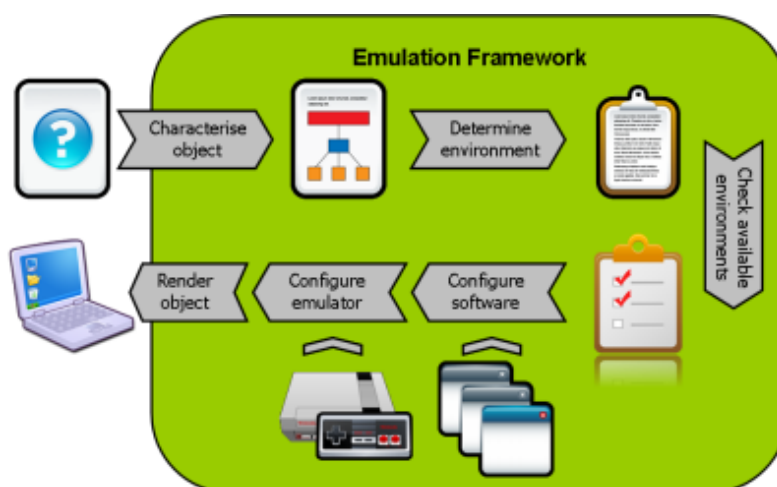 Emulation Framework
Characterise
object
Determine
environment
Check available
environments
Render
object
Configure
emulator
Configure
software